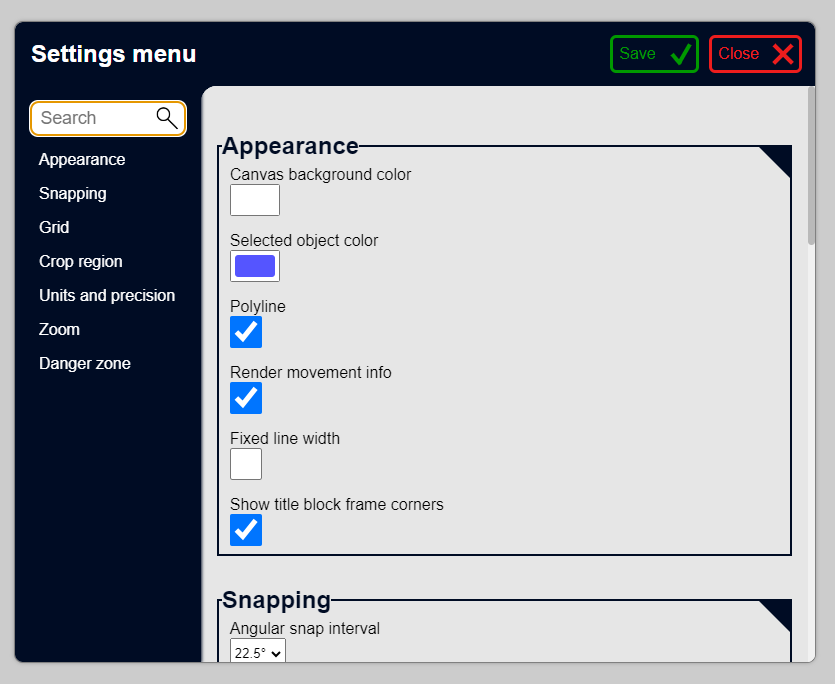 Settings menu
Save
Close
Search
Appearance
Snapping
Grid
Crop region
Units and precision
Zoom
Danger zone
Appearance
Canvas background color
Selected object color
Polyline
Render movement info
Fixed line width
Show title block frame corners
Snapping
Angular snap interval
22.5°